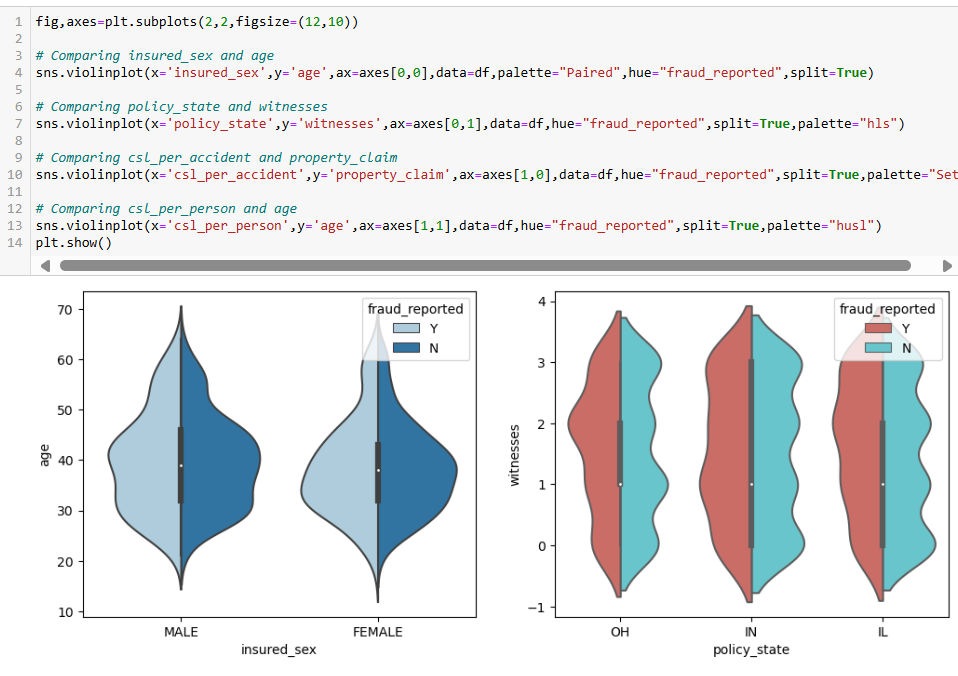 1 fig,axes=plt.subplots(2,2,figsize=(12,10))
2
3 # Comparing insured_sex and age
4 sns.violinplot(x='insured_sex',y='age',ax=axes[0,0],data=df,palette="Paired",hue="fraud_reported",split=True)
5
6 # Comparing policy_state and witnesses
7 sns.violinplot(x='policy_state',y='witnesses',ax=axes[0,1],data=df,hue="fraud_reported",split=True,palette="hls")
8
9 # Comparing csl_per_accident and property_claim
10 sns.violinplot(x='csl_per_accident',y='property_claim',ax=axes[1,0],data=df,hue="fraud_reported",split=True,palette="Set
11
12 # Comparing csl_per_person and age
13 sns.violinplot(x='csl_per_person',y='age',ax=axes[1,1],data=df,hue="fraud_reported",split=True,palette="husl")
14 plt.show()
70
60
50
40
30
20
10
age
fraud_reported
Y
N
MALE FEMALE
insured_sex
4
3
2
1
0
−1
witnesses
fraud_reported
Y
N
OH IN IL
policy_state